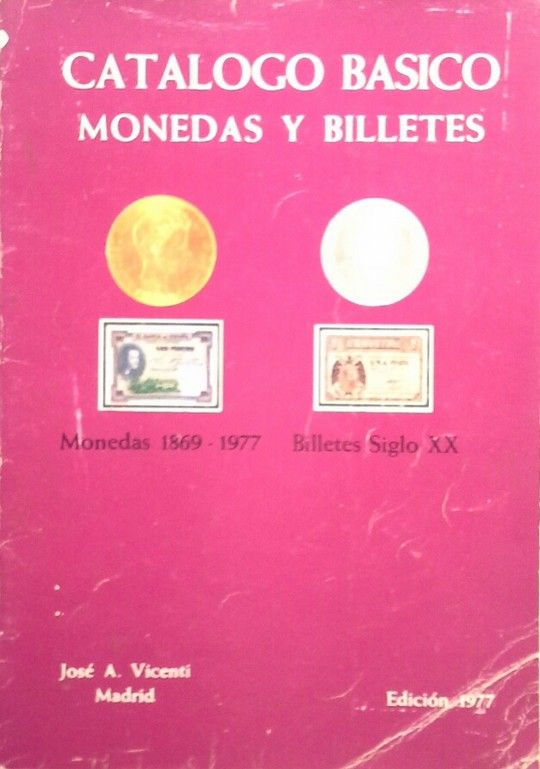 CATALOGO BASICO
MONEDAS Y BILLETES
Monedas 1869 - 1977
Billetes Siglo XX
José A. Vicenti
Madrid
Edición 1977